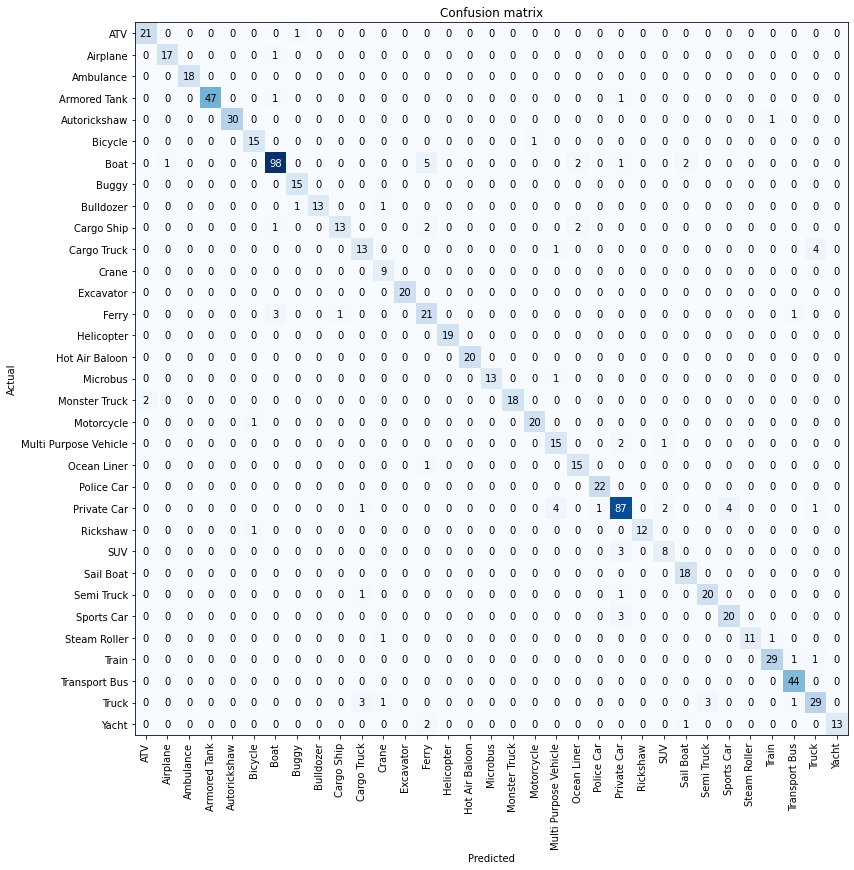 Confusion matrix
ATV 21 0 0 0 0 0 0 1 0 0 0 0 0 0 0 0 0 0 0 0 0 0 0 0 0 0 0 0 0 0 0 0 0
Airplane 0 17 0 0 0 0 1 0 0 0 0 0 0 0 0 0 0 0 0 0 0 0 0 0 0 0 0 0 0 0 0 0 0
Ambulance 0 0 18 0 0 0 0 0 0 0 0 0 0 0 0 0 0 0 0 0 0 0 0 0 0 0 0 0 0 0 0 0 0
Armored Tank 0 0 0 47 0 0 1 0 0 0 0 0 0 0 0 0 0 0 0 0 0 0 1 0 0 0 0 0 0 0 0 0 0
Autorickshaw 0 0 0 0 30 0 0 0 0 0 0 0 0 0 0 0 0 0 0 0 0 0 0 0 0 0 0 0 0 1 0 0 0
Bicycle 0 0 0 0 0 15 0 0 0 0 0 0 0 0 0 0 0 0 1 0 0 0 0 0 0 0 0 0 0 0 0 0 0
Boat 0 1 0 0 0 0 98 0 0 0 0 0 0 5 0 0 0 0 0 0 2 0 1 0 0 2 0 0 0 0 0 0 0
Buggy 0 0 0 0 0 0 0 15 0 0 0 0 0 0 0 0 0 0 0 0 0 0 0 0 0 0 0 0 0 0 0 0 0
Bulldozer 0 0 0 0 0 0 0 1 13 0 0 1 0 0 0 0 0 0 0 0 0 0 0 0 0 0 0 0 0 0 0 0 0
Cargo Ship 0 0 0 0 0 0 1 0 0 13 0 0 0 2 0 0 0 0 0 0 2 0 0 0 0 0 0 0 0 0 0 0 0
Cargo Truck 0 0 0 0 0 0 0 0 0 0 13 0 0 0 0 0 0 0 0 1 0 0 0 0 0 0 0 0 0 0 0 4 0
Crane 0 0 0 0 0 0 0 0 0 0 0 9 0 0 0 0 0 0 0 0 0 0 0 0 0 0 0 0 0 0 0 0 0
Excavator 0 0 0 0 0 0 0 0 0 0 0 0 20 0 0 0 0 0 0 0 0 0 0 0 0 0 0 0 0 0 0 0 0
Ferry 0 0 0 0 0 0 3 0 0 1 0 0 0 21 0 0 0 0 0 0 0 0 0 0 0 0 0 0 0 0 1 0 0
Helicopter 0 0 0 0 0 0 0 0 0 0 0 0 0 0 19 0 0 0 0 0 0 0 0 0 0 0 0 0 0 0 0 0 0
Hot Air Baloon 0 0 0 0 0 0 0 0 0 0 0 0 0 0 0 20 0 0 0 0 0 0 0 0 0 0 0 0 0 0 0 0 0
Microbus 0 0 0 0 0 0 0 0 0 0 0 0 0 0 0 0 13 0 0 1 0 0 0 0 0 0 0 0 0 0 0 0 0
Monster Truck 2 0 0 0 0 0 0 0 0 0 0 0 0 0 0 0 0 18 0 0 0 0 0 0 0 0 0 0 0 0 0 0 0
Motorcycle 0 0 0 0 0 1 0 0 0 0 0 0 0 0 0 0 0 0 20 0 0 0 0 0 0 0 0 0 0 0 0 0 0
Multi Purpose Vehicle 0 0 0 0 0 0 0 0 0 0 0 0 0 0 0 0 0 0 0 15 0 0 2 0 1 0 0 0 0 0 0 0 0
Ocean Liner 0 0 0 0 0 0 0 0 0 0 0 0 0 1 0 0 0 0 0 0 15 0 0 0 0 0 0 0 0 0 0 0 0
Police Car 0 0 0 0 0 0 0 0 0 0 0 0 0 0 0 0 0 0 0 0 0 22 0 0 0 0 0 0 0 0 0 0 0
Private Car 0 0 0 0 0 0 0 0 0 0 1 0 0 0 0 0 0 0 0 4 0 1 87 0 2 0 0 4 0 0 0 1 0
Rickshaw 0 0 0 0 0 1 0 0 0 0 0 0 0 0 0 0 0 0 0 0 0 0 0 12 0 0 0 0 0 0 0 0 0
SUV 0 0 0 0 0 0 0 0 0 0 0 0 0 0 0 0 0 0 0 0 0 0 3 0 8 0 0 0 0 0 0 0 0
Sail Boat 0 0 0 0 0 0 0 0 0 0 0 0 0 0 0 0 0 0 0 0 0 0 0 0 0 18 0 0 0 0 0 0 0
Semi Truck 0 0 0 0 0 0 0 0 0 0 1 0 0 0 0 0 0 0 0 0 0 0 1 0 0 0 20 0 0 0 0 0 0
Sports Car 0 0 0 0 0 0 0 0 0 0 0 0 0 0 0 0 0 0 0 0 0 0 3 0 0 0 0 20 0 0 0 0 0
Steam Roller 0 0 0 0 0 0 0 0 0 0 0 1 0 0 0 0 0 0 0 0 0 0 0 0 0 0 0 0 11 1 0 0 0
Train 0 0 0 0 0 0 0 0 0 0 0 0 0 0 0 0 0 0 0 0 0 0 0 0 0 0 0 0 0 29 1 1 0
Transport Bus 0 0 0 0 0 0 0 0 0 0 0 0 0 0 0 0 0 0 0 0 0 0 0 0 0 0 0 0 0 0 44 0 0
Truck 0 0 0 0 0 0 0 0 0 0 3 1 0 0 0 0 0 0 0 0 0 0 0 0 0 0 3 0 0 0 1 29 0
Yacht 0 0 0 0 0 0 0 0 0 0 0 0 0 2 0 0 0 0 0 0 0 0 0 0 0 1 0 0 0 0 0 0 13
Actual
ATV
Airplane
Ambulance
Armored Tank
Autorickshaw
Bicycle
Boat
Buggy
Bulldozer
Cargo Ship
Cargo Truck
Crane
Excavator
Ferry
Helicopter
Hot Air Baloon
Microbus
Monster Truck
Motorcycle
Multi Purpose Vehicle
Ocean Liner
Police Car
Private Car
Rickshaw
SUV
Sail Boat
Semi Truck
Sports Car
Steam Roller
Train
Transport Bus
Truck
Yacht
Predicted